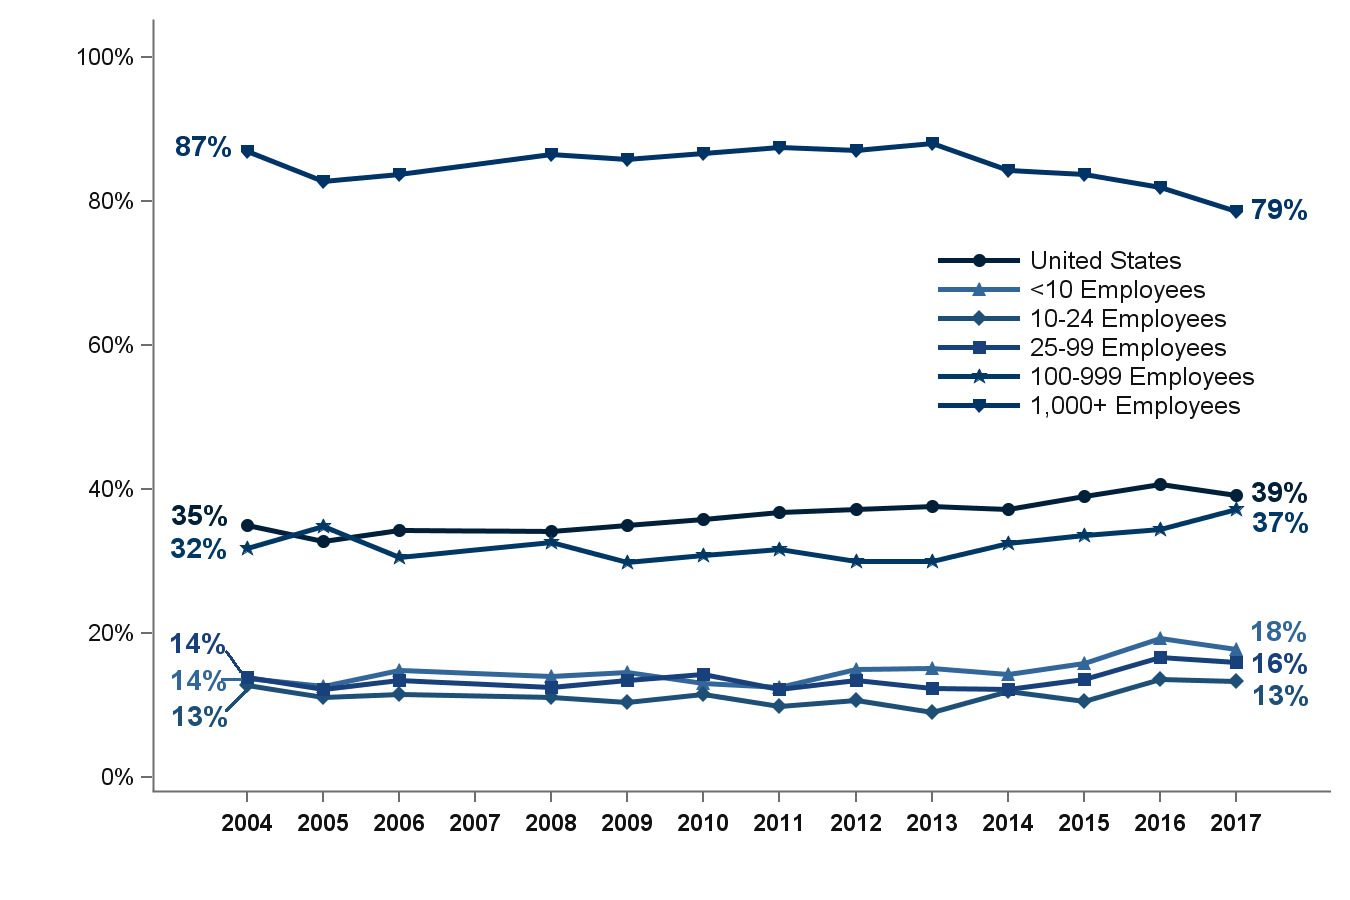 100%
87%
80%
79%
United States
<10 Employees
10-24 Employees
25-99 Employees
100-999 Employees
1,000+ Employees
60%
40%
35%
39%
32%
37%
20%
14%
18%
14%
16%
13%
13%
0%
2004 2005 2006 2007 2008 2009 2010 2011 2012 2013 2014 2015 2016 2017